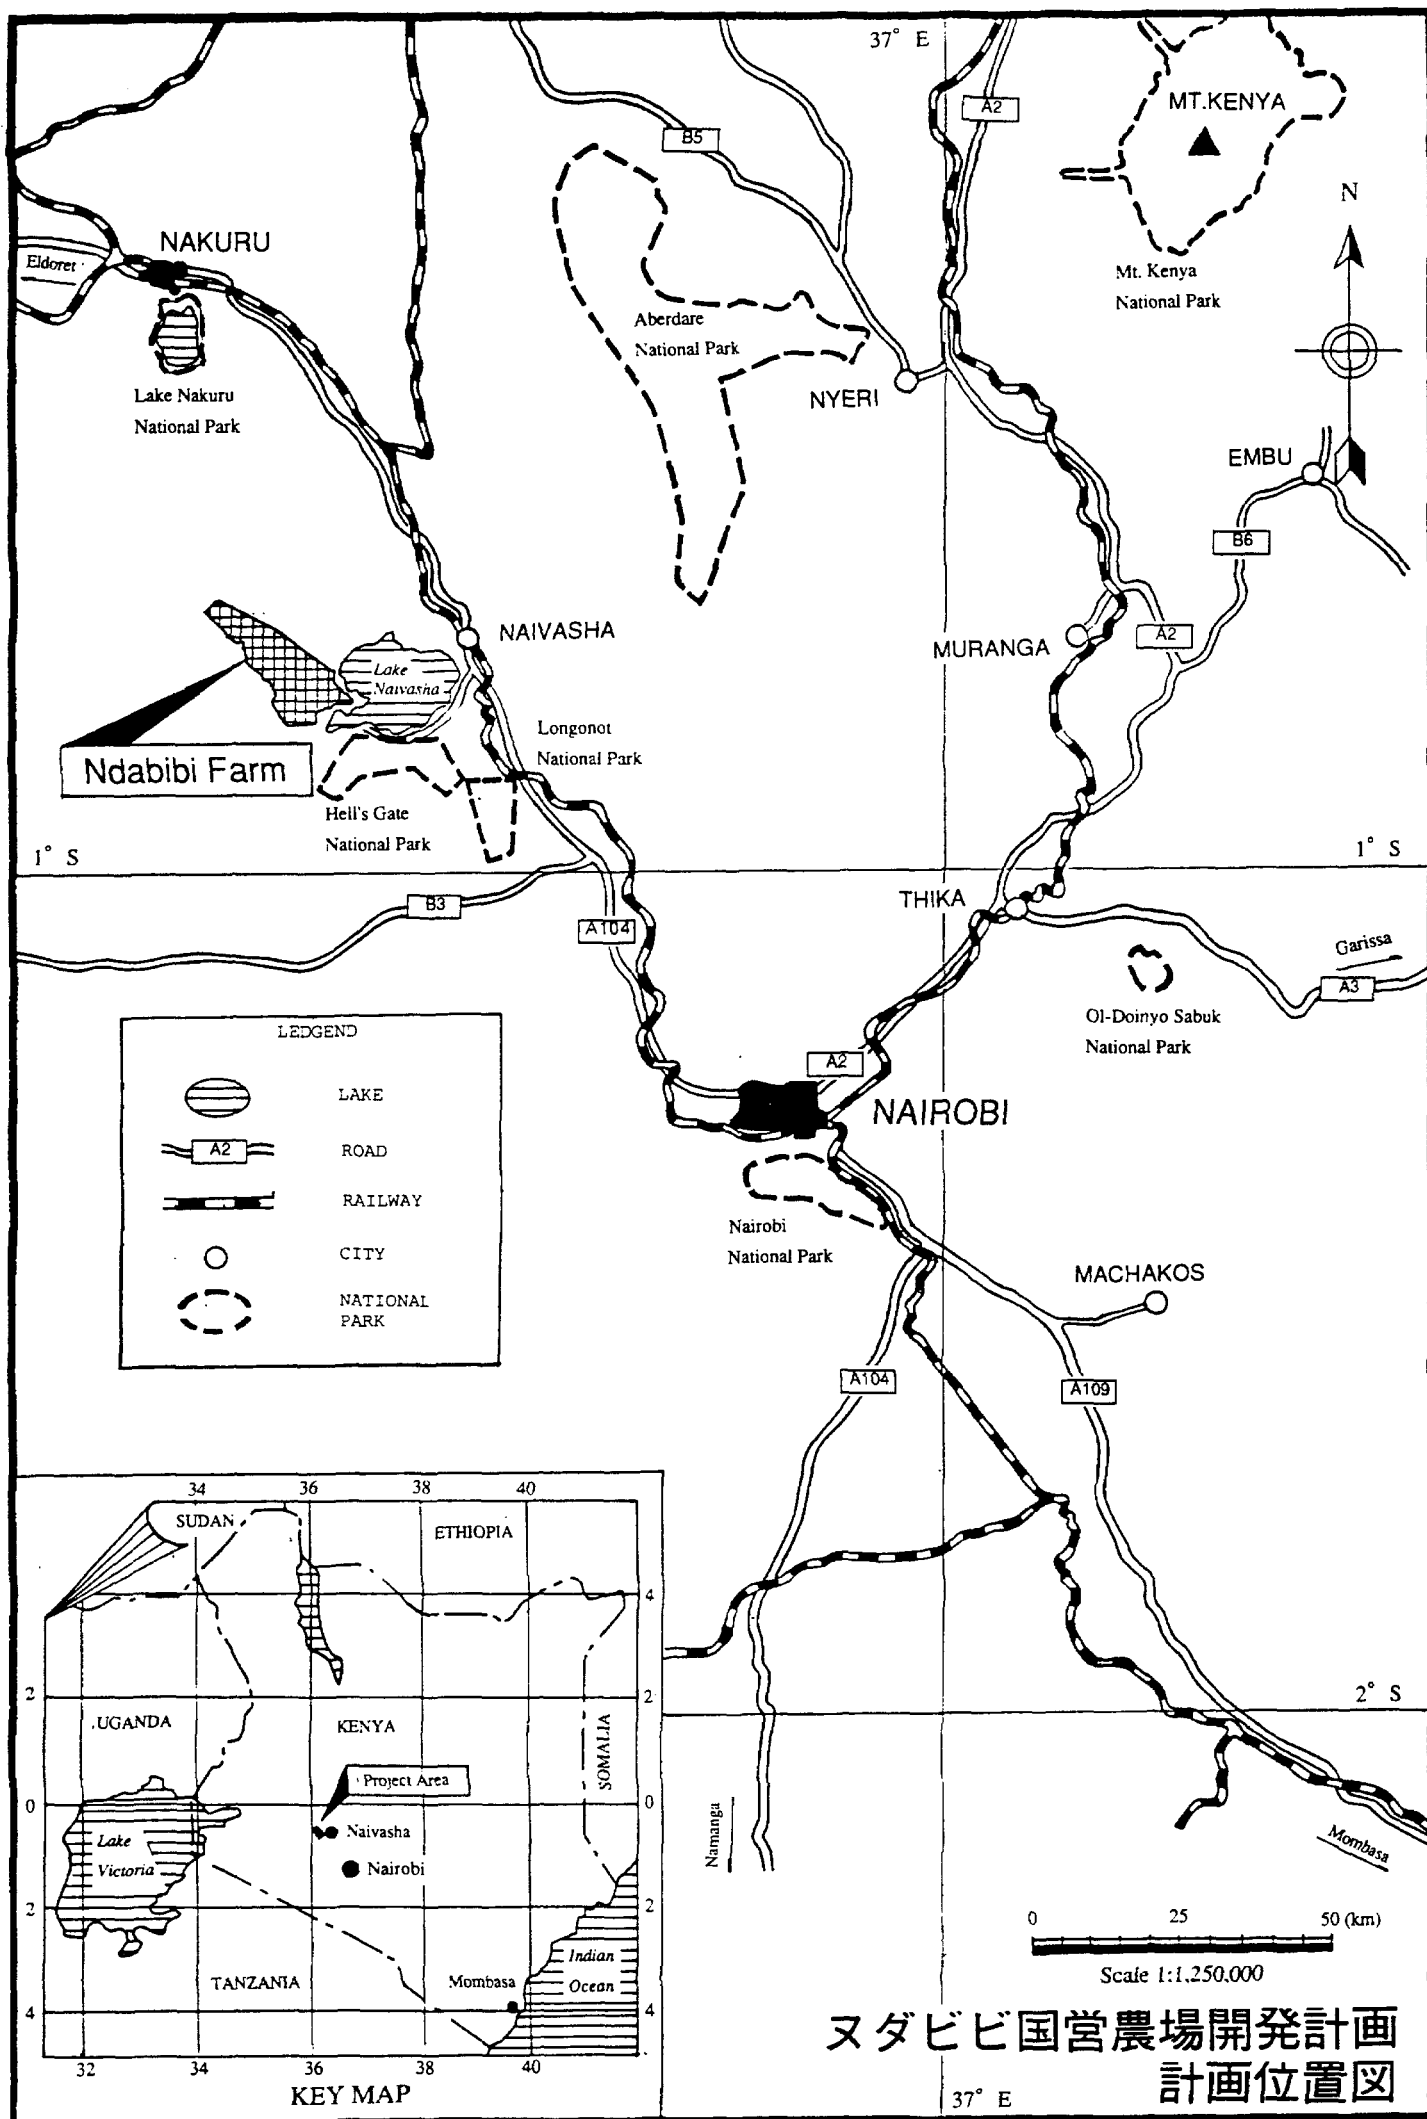 37° E
A2
MT.KENYA
B5
N
NAKURU
Eldoret
Mt. Kenya
National Park
Aberdare
National Park
Lake Nakuru
National Park
NYERI
EMBU
B6
NAIVASHA
MURANGA
A2
Lake
Naivasha
Longonot
National Park
Ndabibi Farm
Hell's Gate
National Park
1° S
1° S
THIKA
B3
A104
Garissa
A3
Ol-Doinyo Sabuk
National Park
LEDGEND
LAKE
A2
ROAD
RAILWAY
CITY
NATIONAL
PARK
A2
NAIROBI
Nairobi
National Park
MACHAKOS
A104
A109
34 36 38 40
SUDAN
ETHIOPIA
4
4
2
2
2° S
UGANDA
KENYA
SOMALIA
Project Area
0
0
Naivasha
Lake
Victoria
Nairobi
Namanga
Mombasa
2
2
Indian
Ocean
TANZANIA
Mombasa
4
4
32 34 36 38 40
KEY MAP
0 25 50 (km)
Scale 1:1,250,000
ヌダビビ国営農場開発計画
計画位置図
37° E